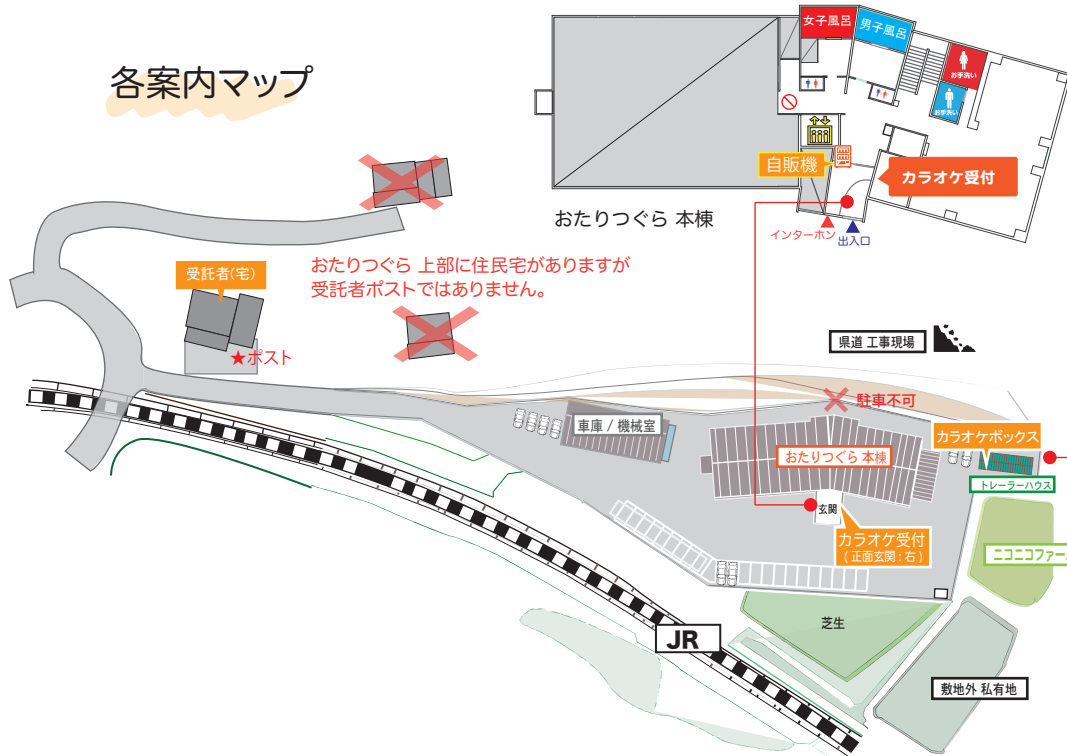 各案内マップ
女子風呂
男子風呂
お手洗い
お手洗い
自販機
カラオケ受付
おたりつぐら 本棟
インターホン
出入口
受託者(宅)
おたりつぐら 上部に住民宅がありますが
受託者ポストではありません。
★ポスト
県道 工事現場
駐車不可
車庫 / 機械室
カラオケボックス
おたりつぐら 本棟
トレーラーハウス
玄関
カラオケ受付
( 正面玄関 : 右 )
ニコニコファーム
芝生
JR
敷地外 私有地